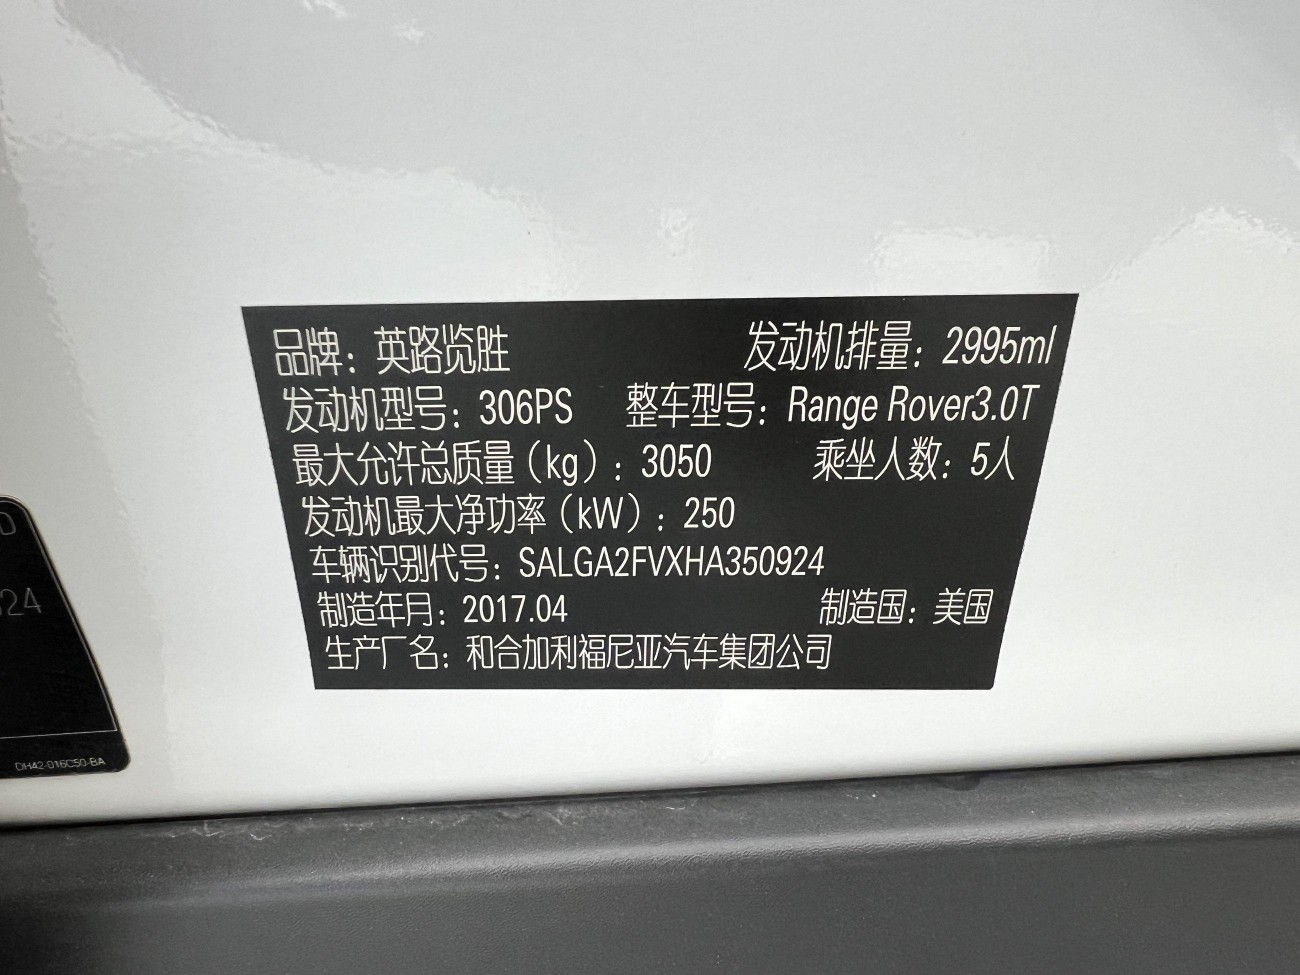 品牌：英路览胜 发动机排量：2995ml
发动机型号：306PS 整车型号：Range Rover3.0T
最大允许总质量（kg）：3050 乘坐人数：5人
发动机最大净功率（kW）：250
车辆识别代号：SALGA2FVXHA350924
制造年月：2017.04 制造国：美国
生产厂名：和合加利福尼亚汽车集团公司
D
924
DH42-016C50-BA